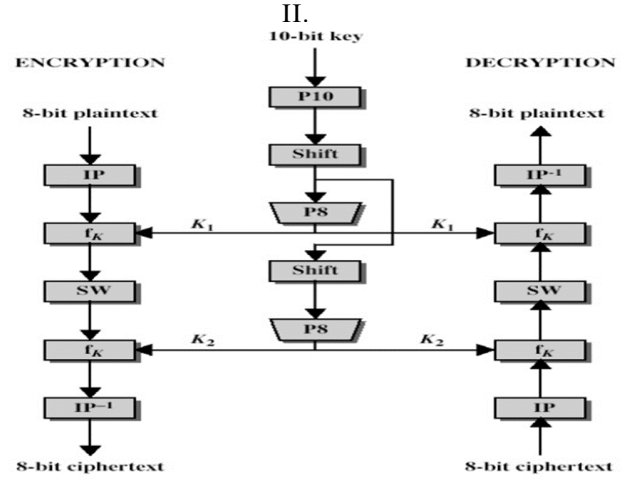 II.
10-bit key
ENCRYPTION
DECRYPTION
P10
8-bit plaintext
8-bit plaintext
Shift
IP
IP-1
P8
fK
K1
K1
fK
Shift
SW
SW
P8
fK
K2
K2
fK
IP-1
IP
8-bit ciphertext
8-bit ciphertext